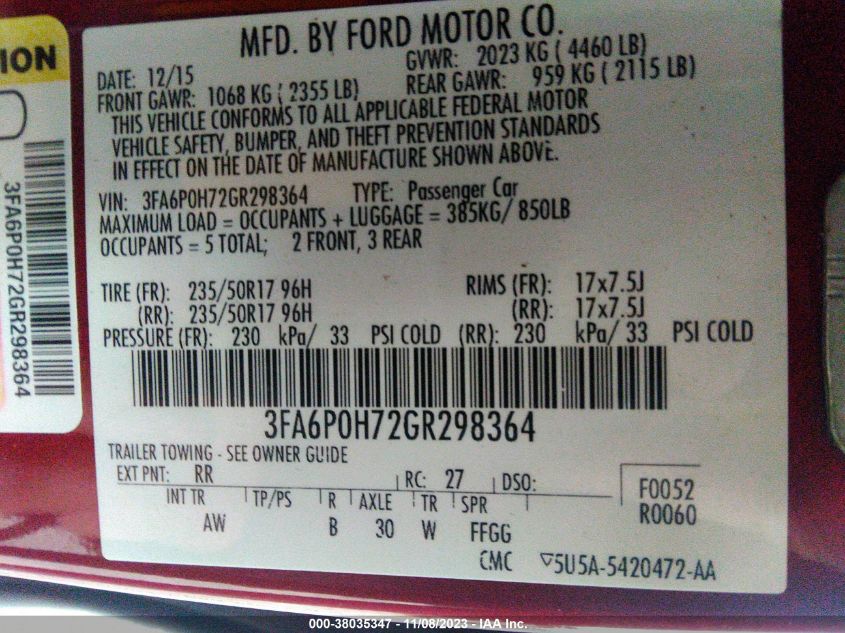 MFD. BY FORD MOTOR CO.
DATE: 12/15 GVWR: 2023 KG ( 4460 LB)
FRONT GAWR: 1068 KG ( 2355 LB) REAR GAWR: 959 KG ( 2115 LB)
THIS VEHICLE CONFORMS TO ALL APPLICABLE FEDERAL MOTOR
VEHICLE SAFETY, BUMPER, AND THEFT PREVENTION STANDARDS
IN EFFECT ON THE DATE OF MANUFACTURE SHOWN ABOVE.
VIN: 3FA6P0H72GR298364 TYPE: Passenger Car
MAXIMUM LOAD = OCCUPANTS + LUGGAGE = 385KG/ 850LB
OCCUPANTS = 5 TOTAL; 2 FRONT, 3 REAR
TIRE (FR): 235/50R17 96H RIMS (FR): 17x7.5J
(RR): 235/50R17 96H (RR): 17x7.5J
PRESSURE (FR): 230 kPa/ 33 PSI COLD (RR): 230 kPa/ 33 PSI COLD
3FA6P0H72GR298364
TRAILER TOWING - SEE OWNER GUIDE
EXT PNT: RR RC: 27 DSO:
INT TR TP/PS R AXLE TR SPR
AW B 30 W FFGG
F0052
R0060
CMC 5U5A-5420472-AA
ION
3FA6P0H72GR298364
000-38035347 - 11/08/2023 - IAA Inc.